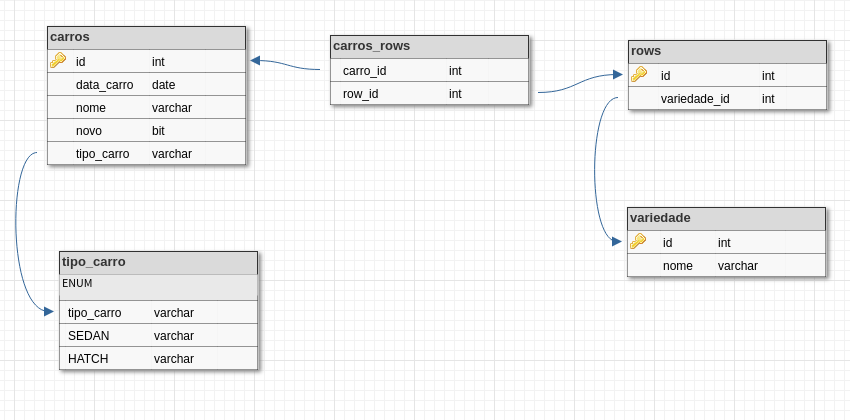 carros
id int
data_carro date
nome varchar
novo bit
tipo_carro varchar
carros_rows
carro_id int
row_id int
rows
id int
variedade_id int
tipo_carro
ENUM
tipo_carro varchar
SEDAN varchar
HATCH varchar
variedade
id int
nome varchar